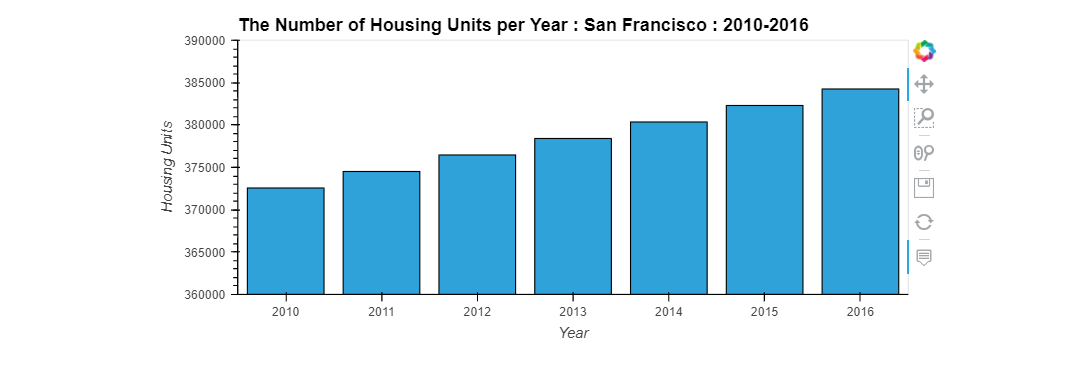 The Number of Housing Units per Year : San Francisco : 2010-2016
390000
385000
380000
375000
370000
365000
360000
Housing Units
2010 2011 2012 2013 2014 2015 2016
Year